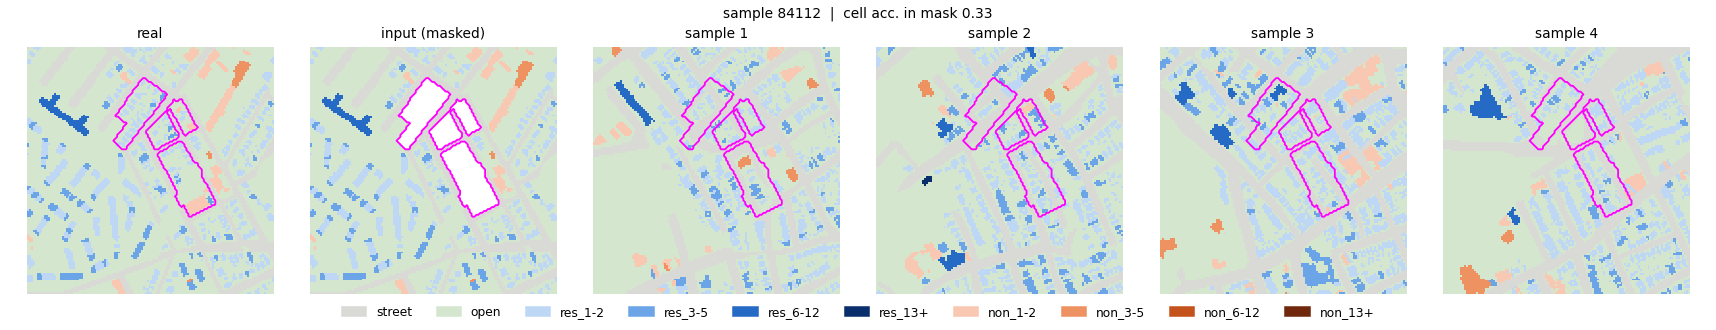 sample 84112 | cell acc. in mask 0.33
real
input (masked)
sample 1
sample 2
sample 3
sample 4
street
open
res_1-2
res_3-5
res_6-12
res_13+
non_1-2
non_3-5
non_6-12
non_13+